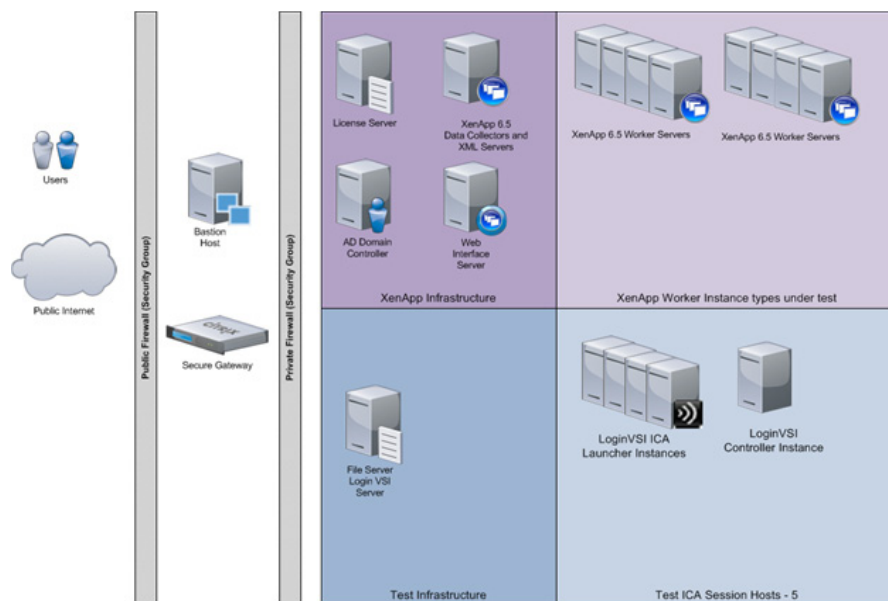 Users
Public Internet
Public Firewall (Security Group)
Bastion
Host
CITRIX
Secure Gateway
Private Firewall (Security Group)
License Server
XenApp 6.5
Data Collectors and
XML Servers
AD Domain
Controller
Web
Interface
Server
XenApp Infrastructure
XenApp 6.5 Worker Servers
XenApp 6.5 Worker Servers
XenApp Worker Instance types under test
File Server
Login VSI
Server
Test Infrastructure
LoginVSI ICA
Launcher Instances
LoginVSI
Controller Instance
Test ICA Session Hosts - 5